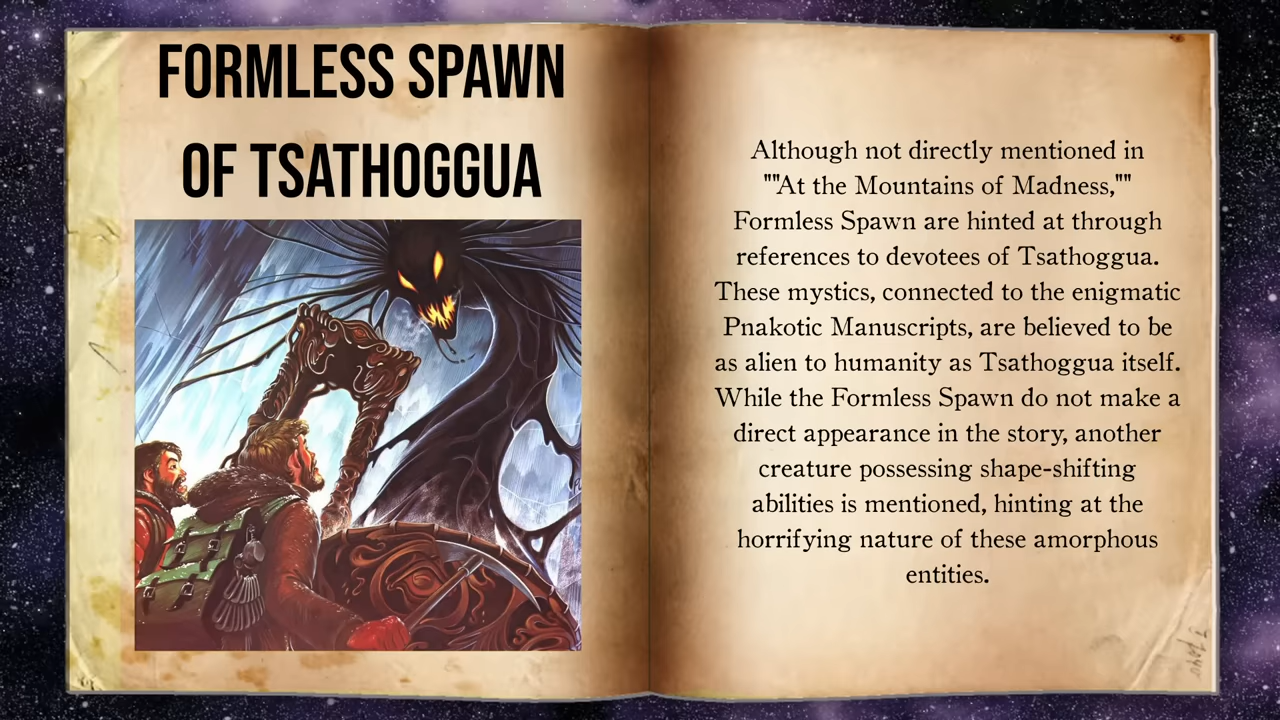 FORMLESS SPAWN
OF TSATHOGGUA
Although not directly mentioned in
""At the Mountains of Madness,""
Formless Spawn are hinted at through
references to devotees of Tsathoggua.
These mystics, connected to the enigmatic
Pnakotic Manuscripts, are believed to be
as alien to humanity as Tsathoggua itself.
While the Formless Spawn do not make a
direct appearance in the story, another
creature possessing shape-shifting
abilities is mentioned, hinting at the
horrifying nature of these amorphous
entities.